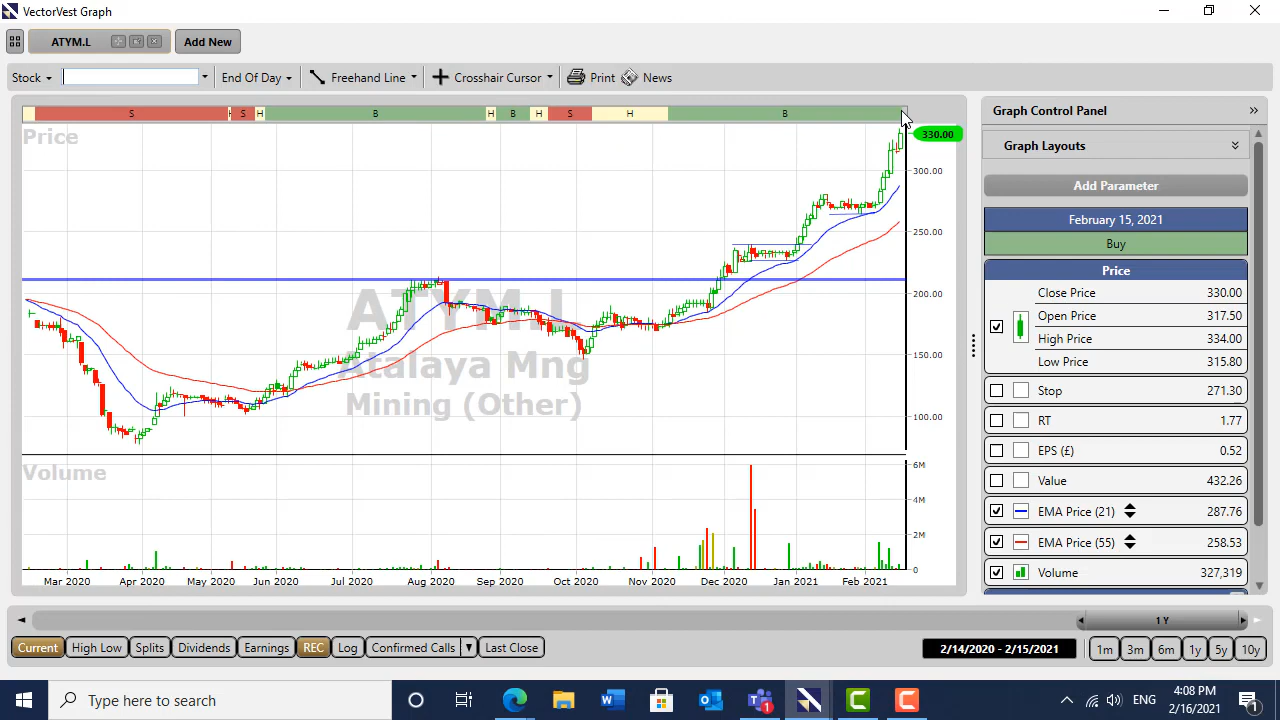 VectorVest Graph
ATYM.L
Add New
Stock
End Of Day
Freehand Line
Crosshair Cursor
Print
News
S
S
H
B
H
B
H
S
H
B
Price
330.00
300.00
250.00
200.00
150.00
100.00
ATYM.L
Atalaya Mng
Mining (Other)
Volume
6M
4M
2M
0
Mar 2020
Apr 2020
May 2020
Jun 2020
Jul 2020
Aug 2020
Sep 2020
Oct 2020
Nov 2020
Dec 2020
Jan 2021
Feb 2021
Graph Control Panel
Graph Layouts
Add Parameter
February 15, 2021
Buy
Price
Close Price 330.00
Open Price 317.50
High Price 334.00
Low Price 315.80
Stop 271.30
RT 1.77
EPS (£) 0.52
Value 432.26
EMA Price (21) 287.76
EMA Price (55) 258.53
Volume 327,319
1 Y
Current
High Low
Splits
Dividends
Earnings
REC
Log
Confirmed Calls
Last Close
2/14/2020 - 2/15/2021
1m
3m
6m
1y
5y
10y
Type here to search
1
ENG
4:08 PM
2/16/2021
1